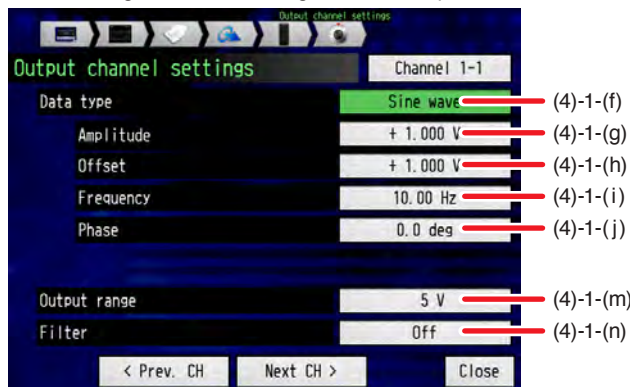 Output channel settings
Output channel settings Channel 1-1
Data type Sine wave (4)-1-(f)
Amplitude + 1.000 V (4)-1-(g)
Offset + 1.000 V (4)-1-(h)
Frequency 10.00 Hz (4)-1-(i)
Phase 0.0 deg (4)-1-(j)
Output range 5 V (4)-1-(m)
Filter Off (4)-1-(n)
< Prev. CH Next CH > Close